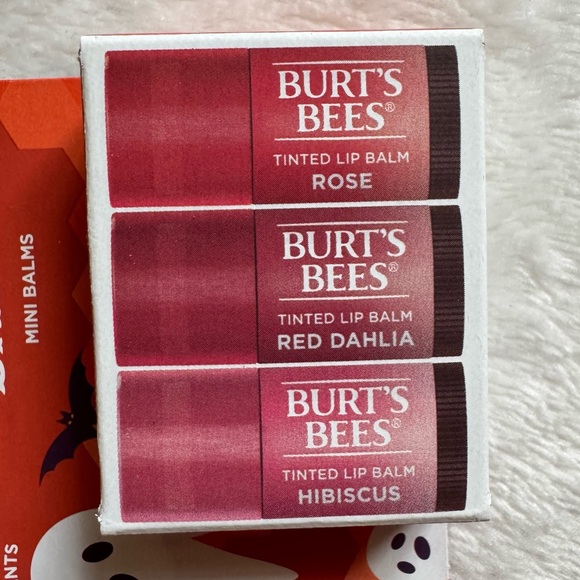 BURT'S
BEES®
TINTED LIP BALM
ROSE
BURT'S
BEES®
TINTED LIP BALM
RED DAHLIA
BURT'S
BEES®
TINTED LIP BALM
HIBISCUS
MINI BALMS